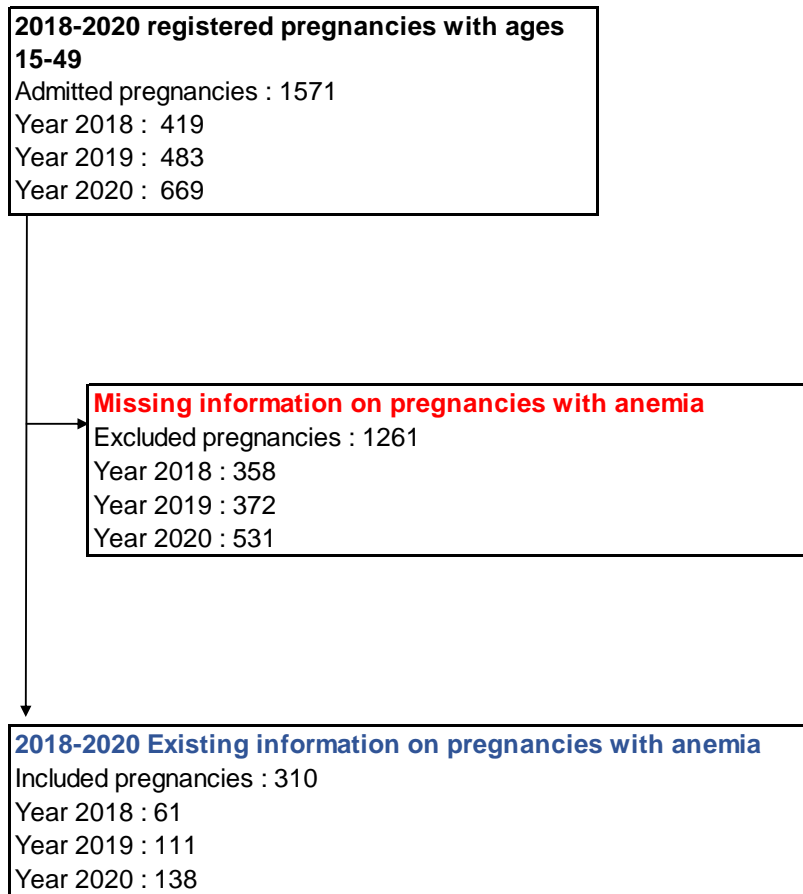 2018-2020 registered pregnancies with ages
15-49
Admitted pregnancies : 1571
Year 2018 : 419
Year 2019 : 483
Year 2020 : 669
Missing information on pregnancies with anemia
Excluded pregnancies : 1261
Year 2018 : 358
Year 2019 : 372
Year 2020 : 531
2018-2020 Existing information on pregnancies with anemia
Included pregnancies : 310
Year 2018 : 61
Year 2019 : 111
Year 2020 : 138